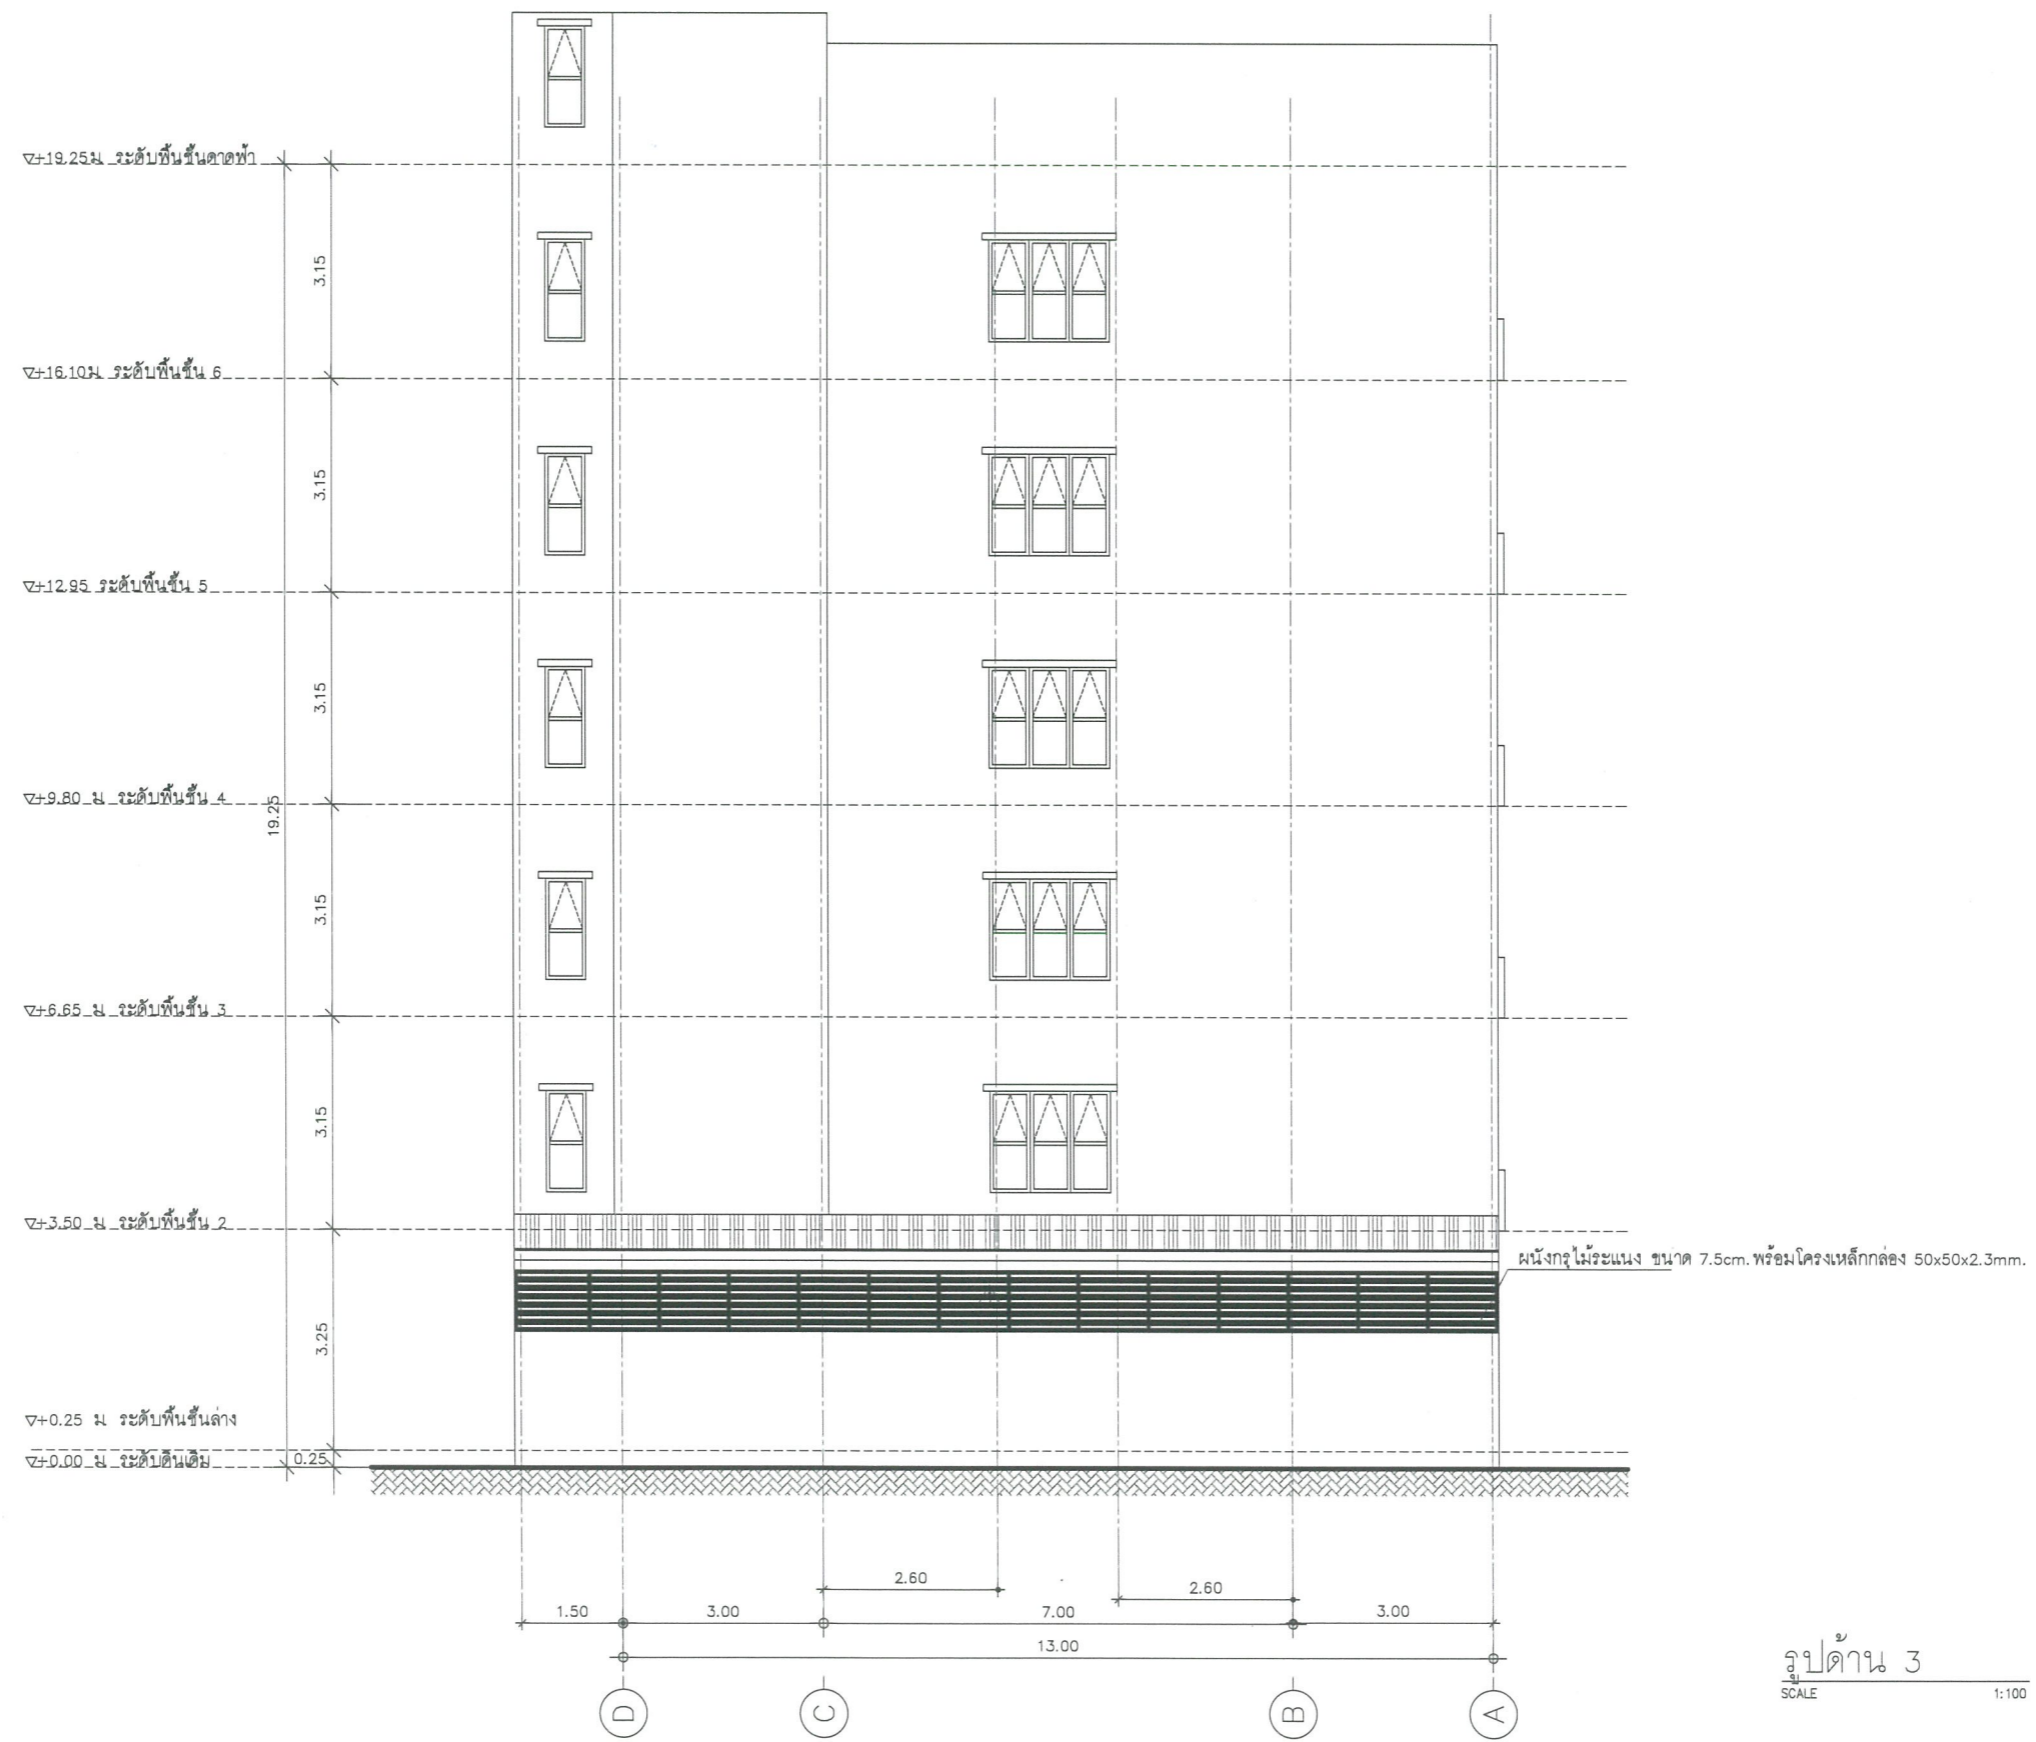 +19.25ม ระดับพื้นชั้นดาดฟ้า
3.15
+16.10ม ระดับพื้นชั้น 6
3.15
+12.95 ระดับพื้นชั้น 5
3.15
+9.80 ม ระดับพื้นชั้น 4
19.25
3.15
+6.65 ม ระดับพื้นชั้น 3
3.15
+3.50 ม ระดับพื้นชั้น 2
ผนังกรุไม้ระแนง ขนาด 7.5cm.พร้อมโครงเหล็กกล่อง 50x50x2.3mm.
3.25
+0.25 ม ระดับพื้นชั้นล่าง
+0.00 ม ระดับดินเดิม
0.25
2.60
2.60
1.50
3.00
7.00
3.00
13.00
D
C
B
A
รูปด้าน 3
SCALE 1:100